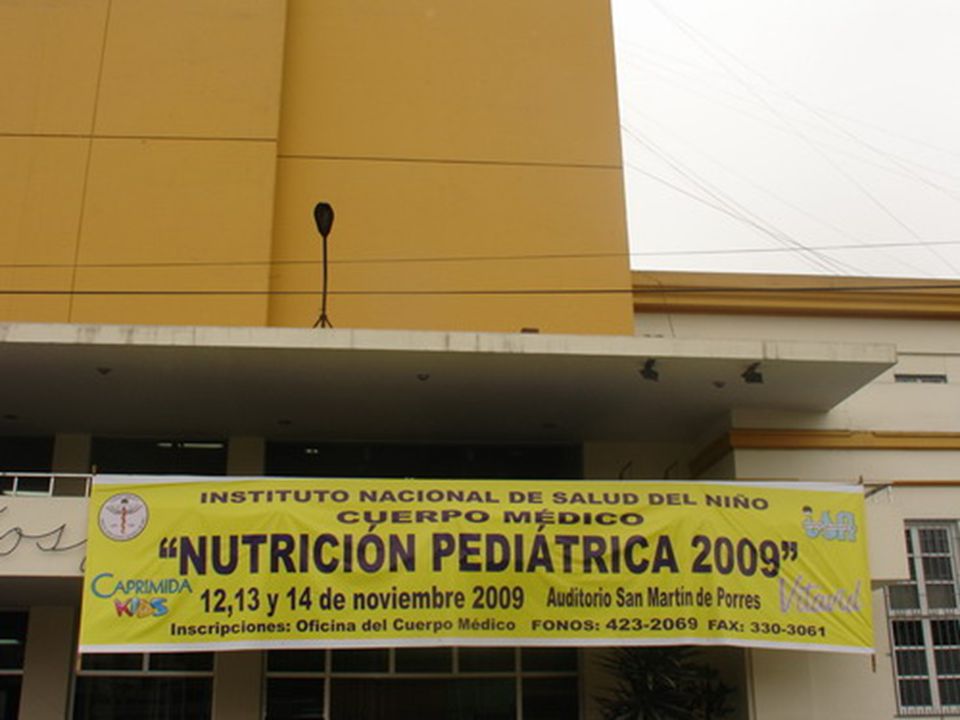 INSTITUTO NACIONAL DE SALUD DEL NIÑO
CUERPO MÉDICO
“NUTRICIÓN PEDIÁTRICA 2009”
CAPRIMIDA
KIDS
12,13 y 14 de noviembre 2009 Auditorio San Martín de Porres
Inscripciones: Oficina del Cuerpo Médico FONOS: 423-2069 FAX: 330-3061